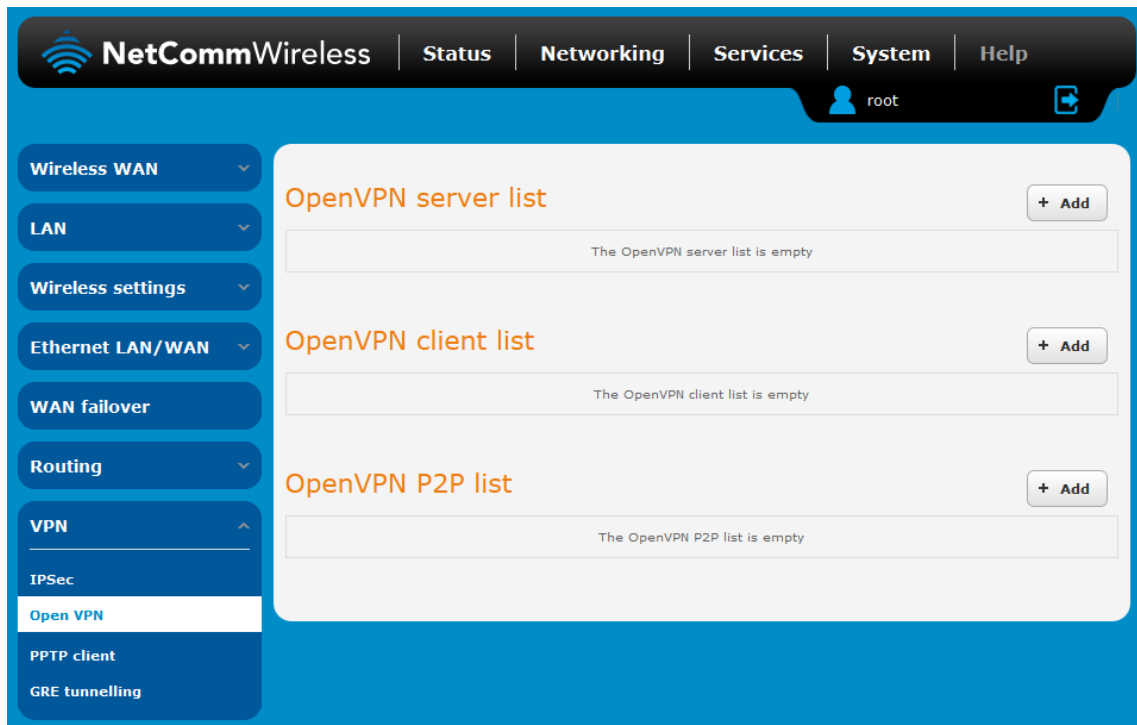 NetCommWireless Status Networking Services System Help
root
Wireless WAN
LAN
Wireless settings
Ethernet LAN/WAN
WAN failover
Routing
VPN
IPSec
Open VPN
PPTP client
GRE tunnelling
OpenVPN server list
+ Add
The OpenVPN server list is empty
OpenVPN client list
+ Add
The OpenVPN client list is empty
OpenVPN P2P list
+ Add
The OpenVPN P2P list is empty